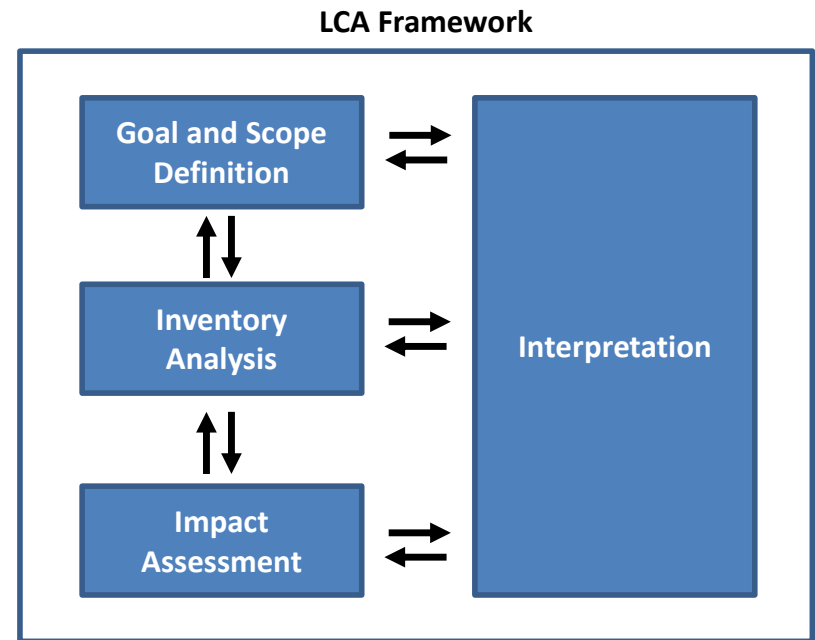 LCA Framework
Goal and Scope
Definition
Inventory
Analysis
Interpretation
Impact
Assessment